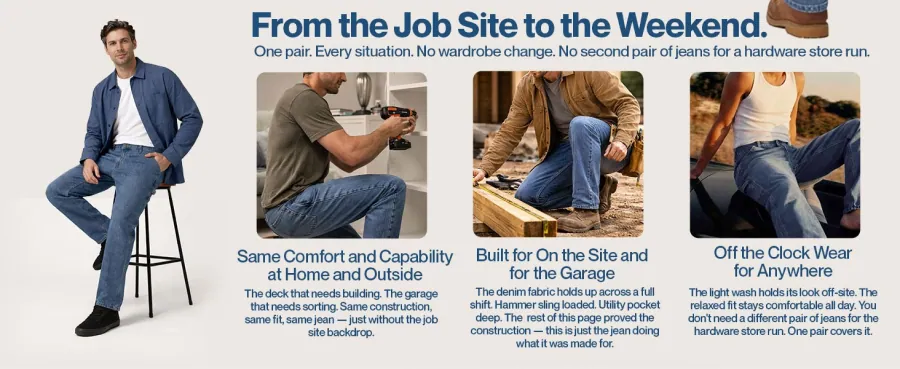 From the Job Site to the Weekend.
One pair. Every situation. No wardrobe change. No second pair of jeans for a hardware store run.
Same Comfort and Capability
at Home and Outside
The deck that needs building. The garage
that needs sorting. Same construction,
same fit, same jean — just without the job
site backdrop.
Built for On the Site and
for the Garage
The denim fabric holds up across a full
shift. Hammer sling loaded. Utility pocket
deep. The rest of this page proved the
construction — this is just the jean doing
what it was made for.
Off the Clock Wear
for Anywhere
The light wash holds its look off-site. The
relaxed fit stays comfortable all day. You
don't need a different pair of jeans for the
hardware store run. One pair covers it.